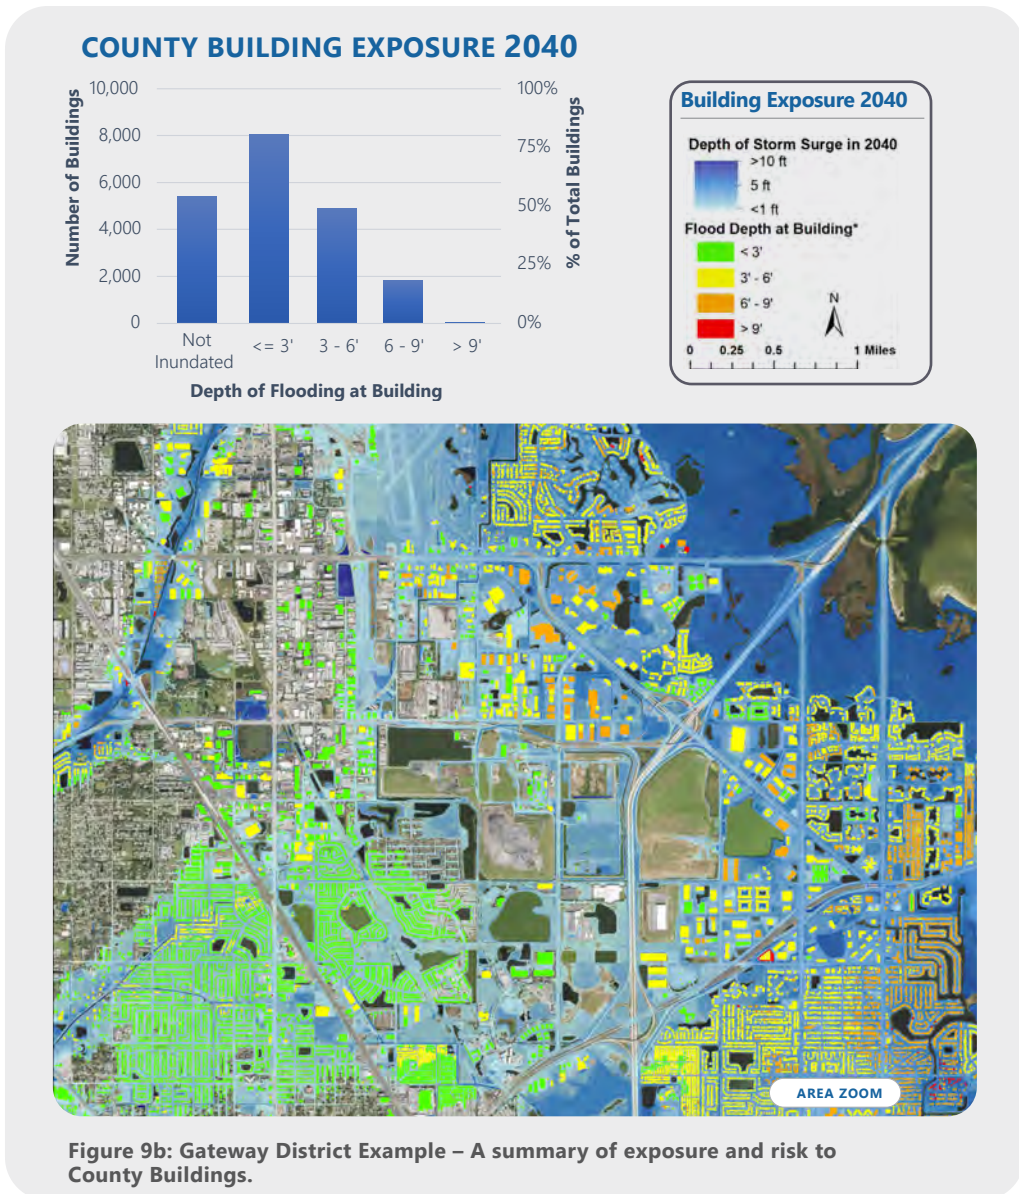 COUNTY BUILDING EXPOSURE 2040
Number of Buildings
10,000
8,000
6,000
4,000
2,000
0
100%
75%
50%
25%
0%
% of Total Buildings
Not
Inundated
<= 3'
3 - 6'
6 - 9'
> 9'
Depth of Flooding at Building
Building Exposure 2040
Depth of Storm Surge in 2040
>10 ft
5 ft
<1 ft
Flood Depth at Building*
< 3'
3' - 6'
6' - 9'
> 9'
N
0 0.25 0.5 1 Miles
AREA ZOOM
Figure 9b: Gateway District Example – A summary of exposure and risk to
County Buildings.